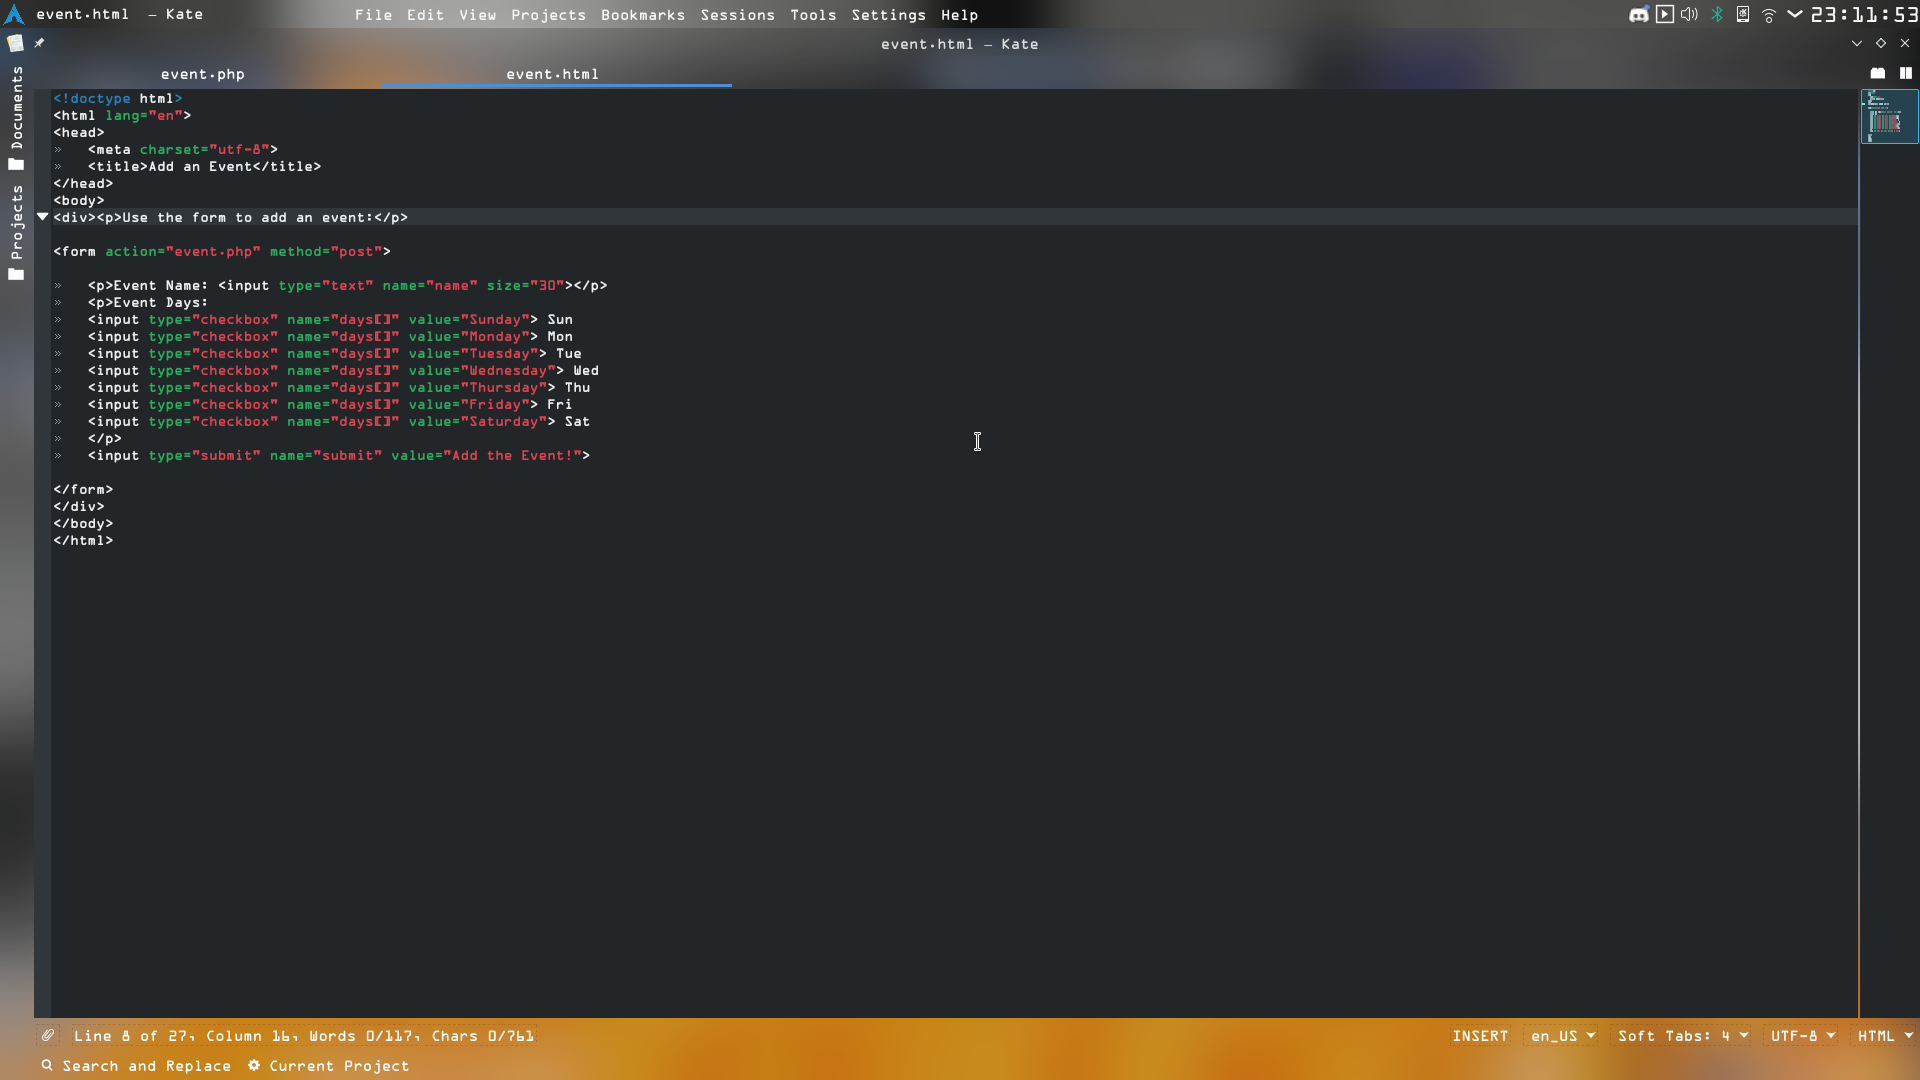 event.html — Kate
File Edit View Projects Bookmarks Sessions Tools Settings Help
23:11:53
event.html — Kate
event.php
event.html
Documents
Projects
<!doctype html>
<html lang="en">
<head>
» <meta charset="utf-8">
» <title>Add an Event</title>
</head>
<body>
<div><p>Use the form to add an event:</p>
<form action="event.php" method="post">
» <p>Event Name: <input type="text" name="name" size="30"></p>
» <p>Event Days:
» <input type="checkbox" name="days[]" value="Sunday"> Sun
» <input type="checkbox" name="days[]" value="Monday"> Mon
» <input type="checkbox" name="days[]" value="Tuesday"> Tue
» <input type="checkbox" name="days[]" value="Wednesday"> Wed
» <input type="checkbox" name="days[]" value="Thursday"> Thu
» <input type="checkbox" name="days[]" value="Friday"> Fri
» <input type="checkbox" name="days[]" value="Saturday"> Sat
» </p>
» <input type="submit" name="submit" value="Add the Event!">
</form>
</div>
</body>
</html>
Line 8 of 27, Column 16, Words 0/117, Chars 0/761
INSERT en_US Soft Tabs: 4 UTF-8 HTML
Search and Replace Current Project